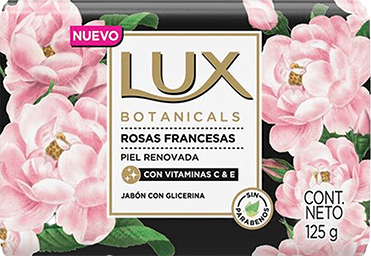 NUEVO
LUX
BOTANICALS
ROSAS FRANCESAS
PIEL RENOVADA
CON VITAMINAS C & E
JABÓN CON GLICERINA
SIN
PARABENOS
CONT.
NETO
125 g